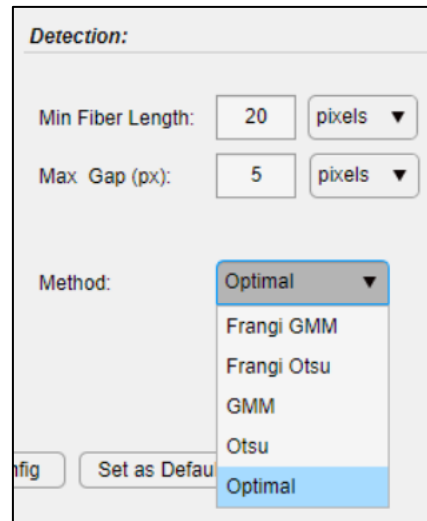 Detection:
Min Fiber Length: 20 pixels
Max Gap (px): 5 pixels
Method: Optimal
Frangi GMM
Frangi Otsu
GMM
Otsu
Optimal
nfig Set as Defau